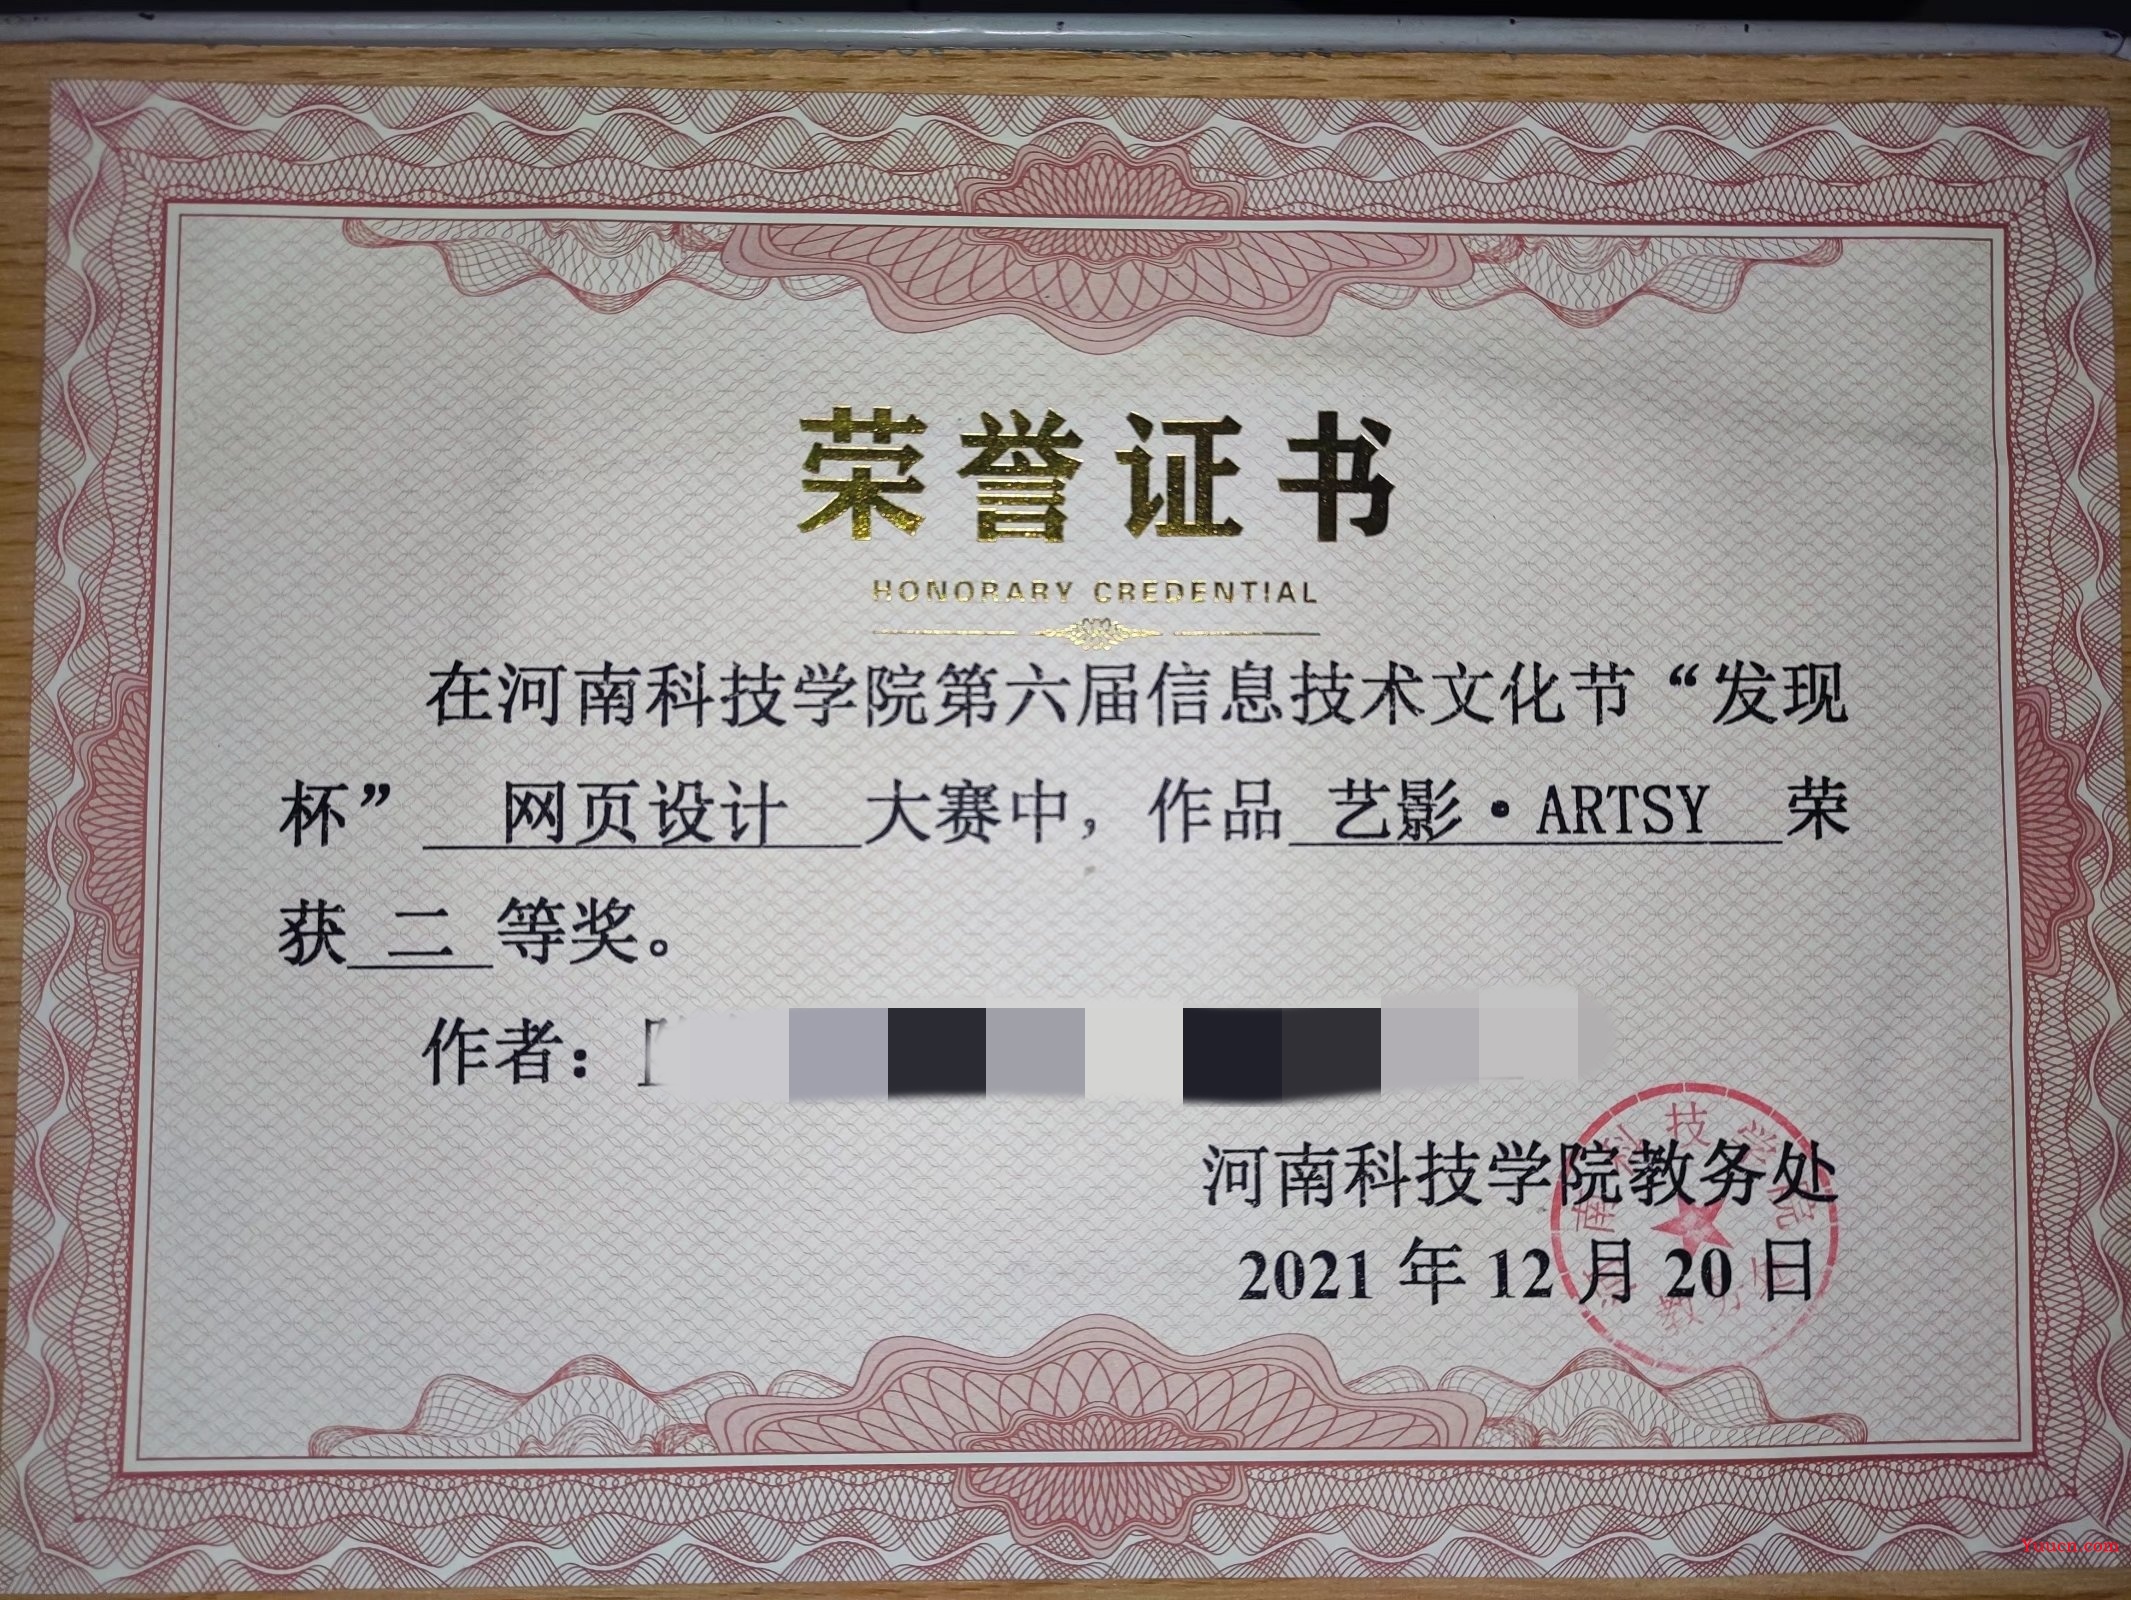 荣誉证书
HONORARY CREDENTIAL
在河南科技学院第六届信息技术文化节“发现
杯” 网页设计 大赛中，作品 艺影·ARTSY 荣
获 二 等奖。
作者：
河南科技学院教务处
2021 年 12 月 20 日
Yuucn.com